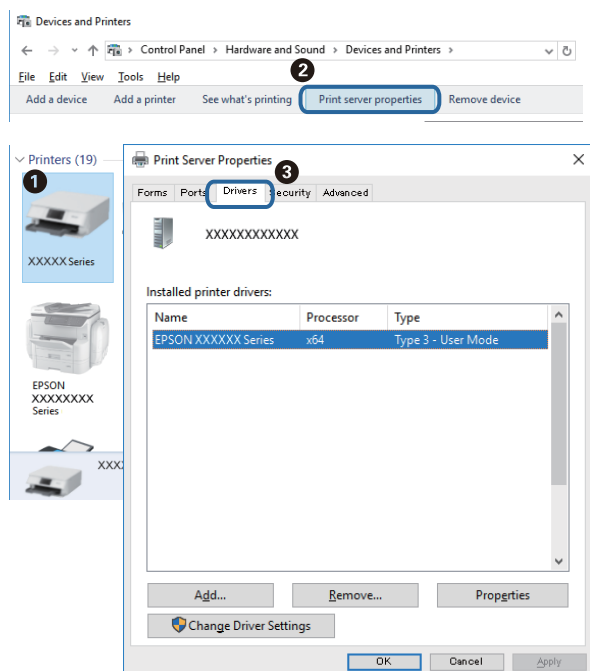 Devices and Printers
Control Panel > Hardware and Sound > Devices and Printers >
2
File Edit View Tools Help
Add a device Add a printer See what's printing Print server properties Remove device
Printers (19)
1
XXXXX Series
EPSON
XXXXXXXX
Series
XXX
Print Server Properties
3
Forms Ports Drivers Security Advanced
XXXXXXXXXXXX
Installed printer drivers:
Name Processor Type
EPSON XXXXXX Series x64 Type 3 - User Mode
Add... Remove... Properties
Change Driver Settings
OK Cancel Apply